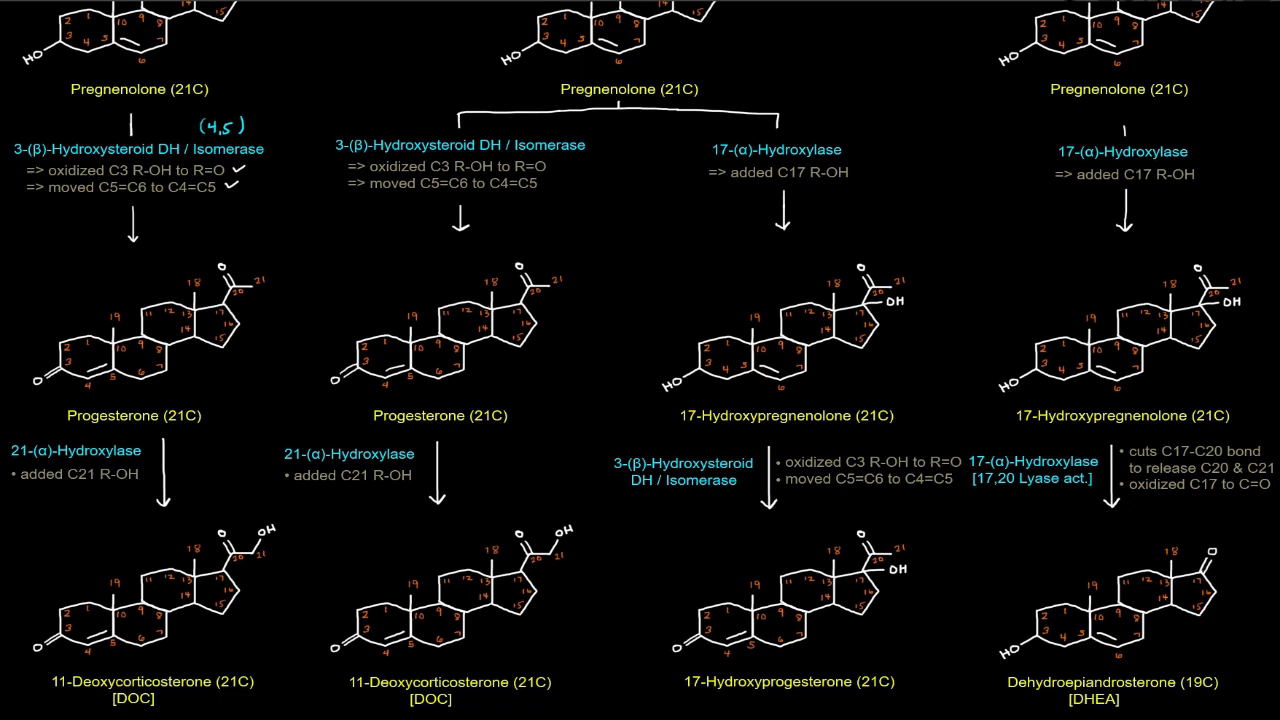 Pregnenolone (21C)
Pregnenolone (21C)
Pregnenolone (21C)
(4,5)
3-(β)-Hydroxysteroid DH / Isomerase
=> oxidized C3 R-OH to R=O
=> moved C5=C6 to C4=C5
3-(β)-Hydroxysteroid DH / Isomerase
=> oxidized C3 R-OH to R=O
=> moved C5=C6 to C4=C5
17-(α)-Hydroxylase
=> added C17 R-OH
17-(α)-Hydroxylase
=> added C17 R-OH
Progesterone (21C)
Progesterone (21C)
17-Hydroxypregnenolone (21C)
17-Hydroxypregnenolone (21C)
21-(α)-Hydroxylase
• added C21 R-OH
21-(α)-Hydroxylase
• added C21 R-OH
3-(β)-Hydroxysteroid
DH / Isomerase
• oxidized C3 R-OH to R=O
• moved C5=C6 to C4=C5
17-(α)-Hydroxylase
[17,20 Lyase act.]
• cuts C17-C20 bond
to release C20 & C21
• oxidized C17 to C=O
11-Deoxycorticosterone (21C)
[DOC]
11-Deoxycorticosterone (21C)
[DOC]
17-Hydroxyprogesterone (21C)
Dehydroepiandrosterone (19C)
[DHEA]